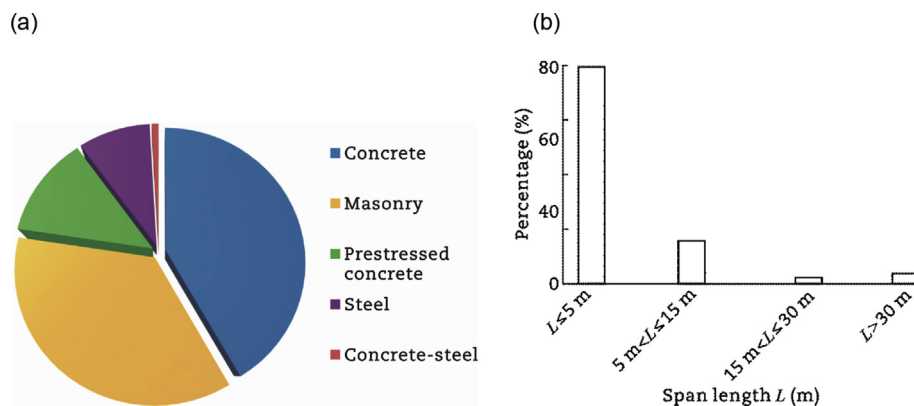 (a)
Concrete
Masonry
Prestressed
concrete
Steel
Concrete-steel
(b)
Percentage (%)
80
60
40
0
L≤5 m
5 m<L≤15 m
15 m<L≤30 m
L>30 m
Span length L (m)